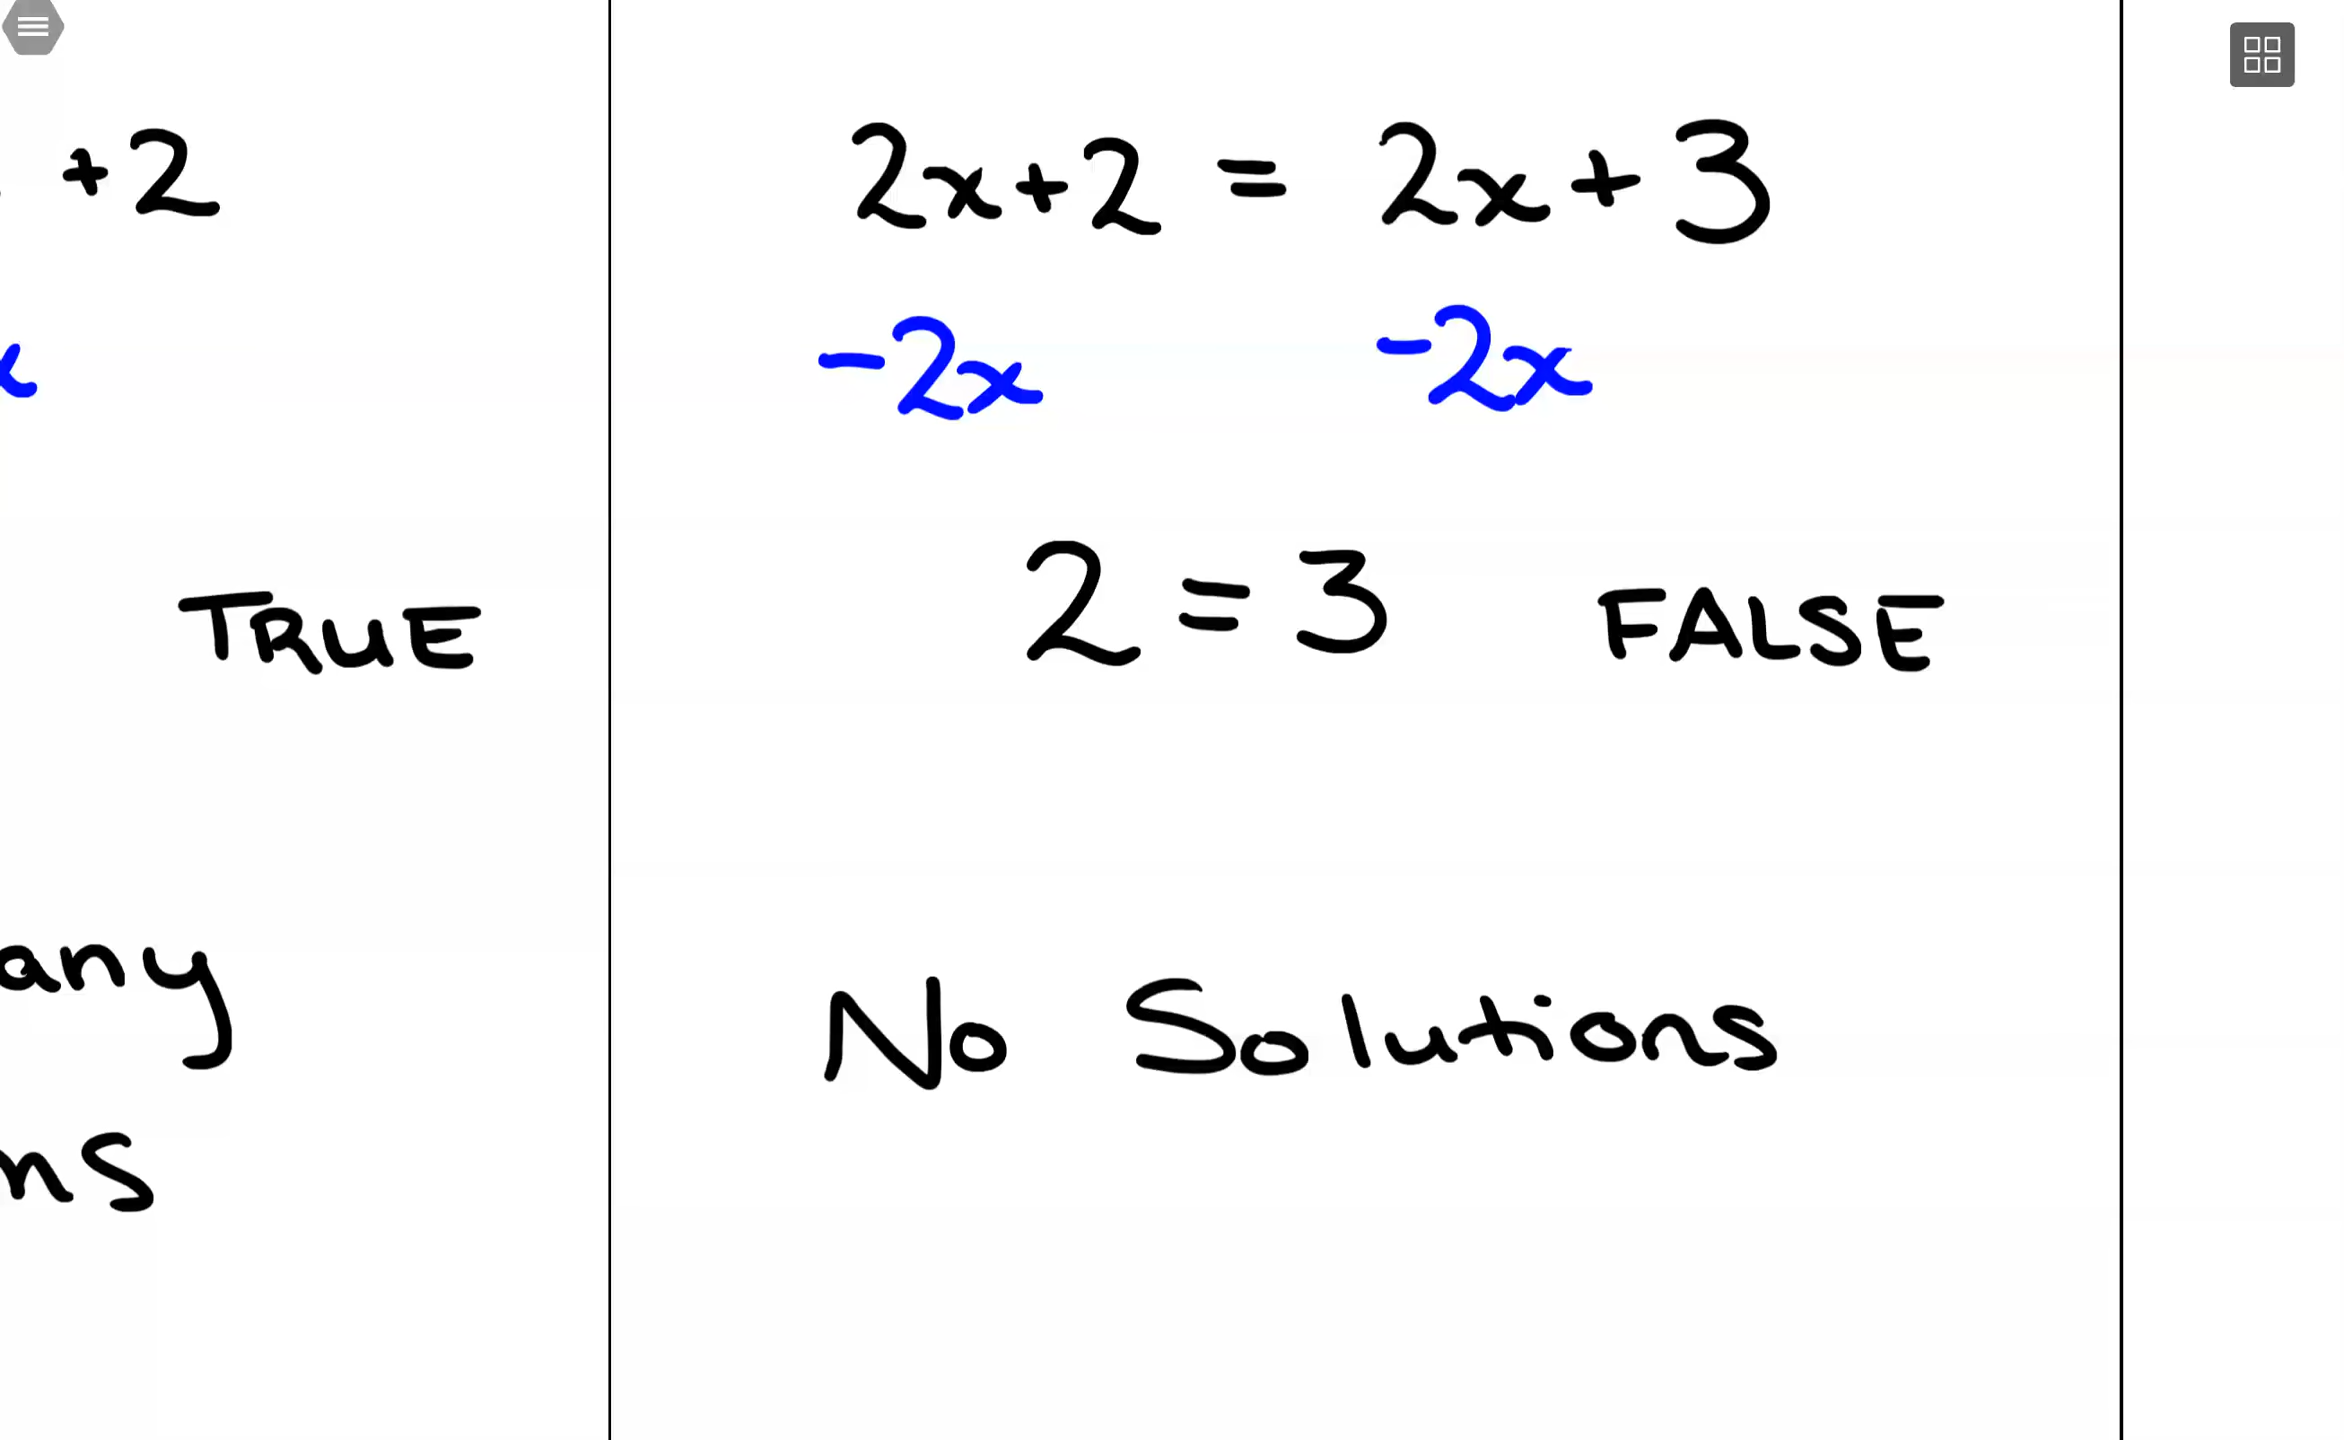 +2
x
TRUE
any
ns
2x+2 = 2x+3
-2x -2x
2=3 FALSE
No Solutions